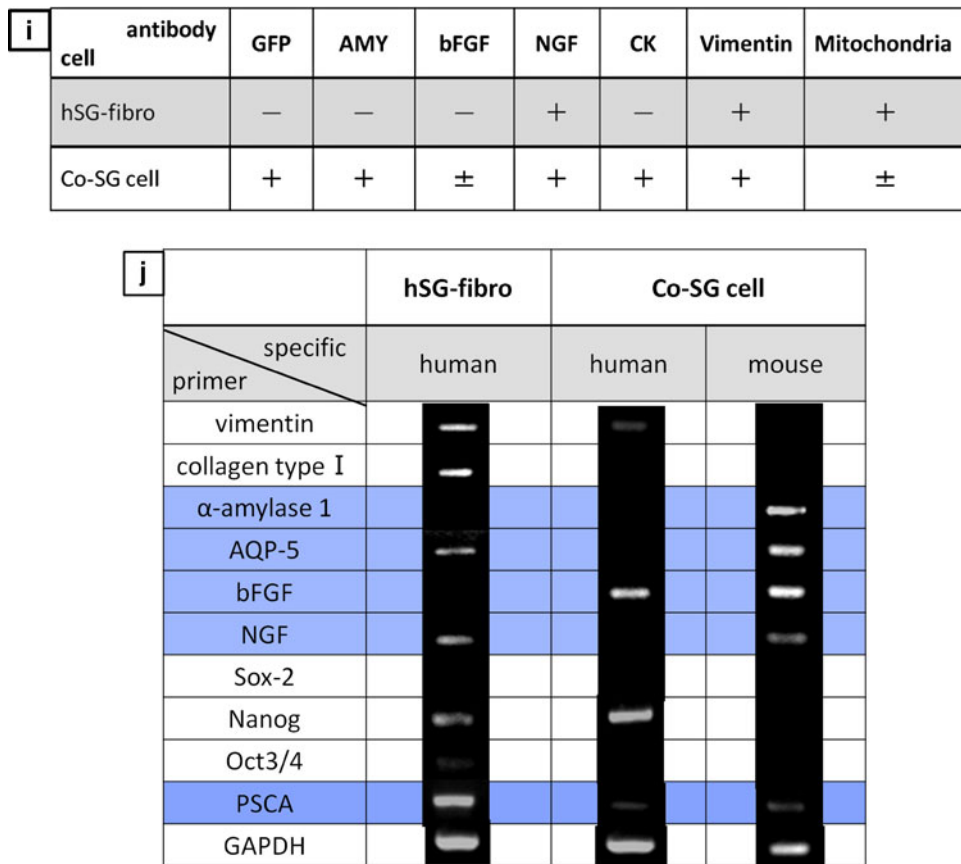 i
antibody
cell
GFP AMY bFGF NGF CK Vimentin Mitochondria
hSG-fibro − − − + − + +
Co-SG cell + + ± + + + ±
j
hSG-fibro Co-SG cell
specific
primer
human human mouse
vimentin
collagen type I
α-amylase 1
AQP-5
bFGF
NGF
Sox-2
Nanog
Oct3/4
PSCA
GAPDH